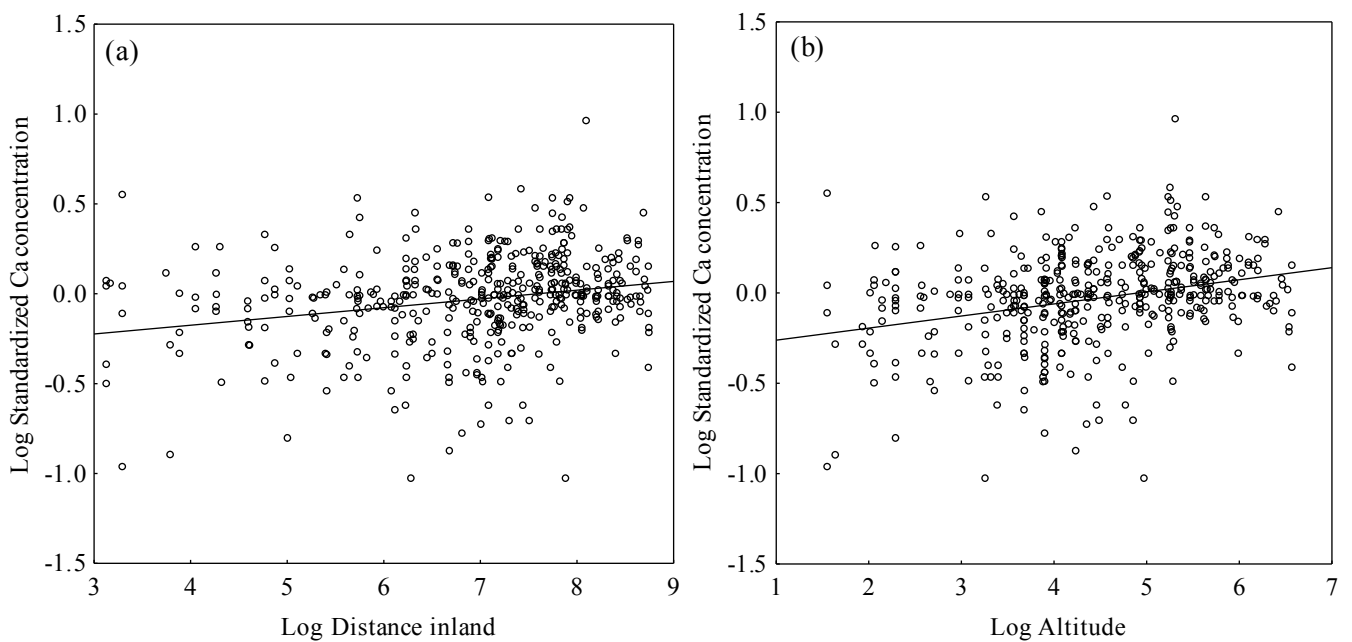 (a)
Log Standardized Ca concentration
1.5
1.0
0.5
0.0
-0.5
-1.0
-1.5
3 4 5 6 7 8 9
Log Distance inland
(b)
Log Standardized Ca concentration
1.5
1.0
0.5
0.0
-0.5
-1.0
-1.5
1 2 3 4 5 6 7
Log Altitude